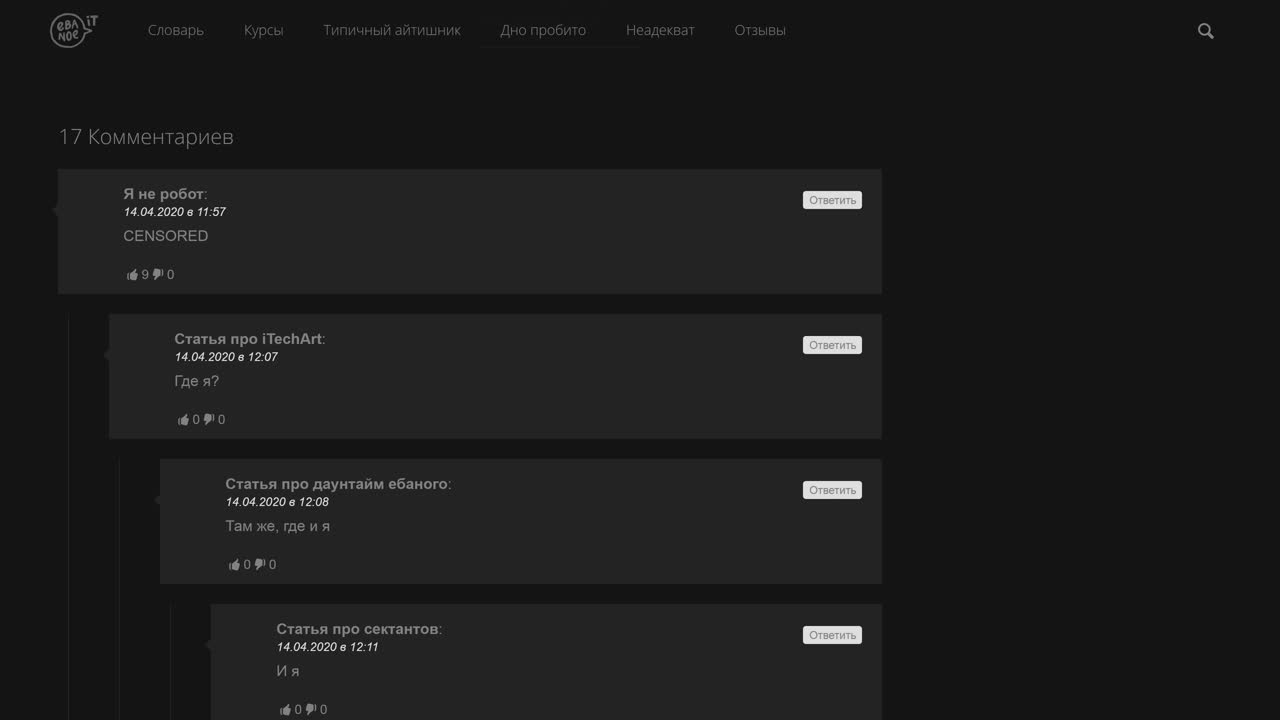 ЕВА НОЕ iT
Словарь Курсы Типичный айтишник Дно пробито Неадекват Отзывы
17 Комментариев
Я не робот:
Ответить
14.04.2020 в 11:57
CENSORED
9 0
Статья про iTechArt:
Ответить
14.04.2020 в 12:07
Где я?
0 0
Статья про даунтайм ебаного:
Ответить
14.04.2020 в 12:08
Там же, где и я
0 0
Статья про сектантов:
Ответить
14.04.2020 в 12:11
И я
0 0